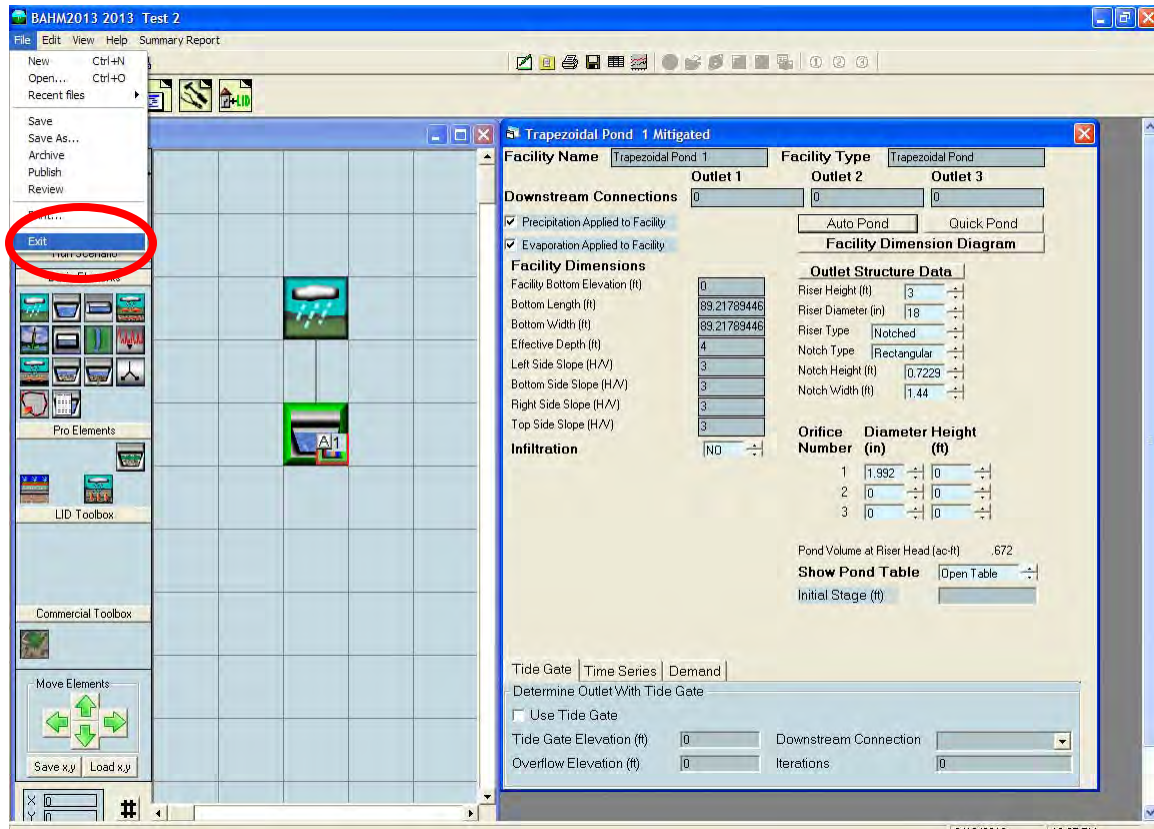 BAHM2013 2013 Test 2
File Edit View Help Summary Report
New Ctrl+N
Open... Ctrl+O
Recent files
Save
Save As...
Archive
Publish
Review
Exit
+LID
Pro Elements
LID Toolbox
Commercial Toolbox
Move Elements
Save x,y Load x,y
X 0
Y 0
#
A1
Trapezoidal Pond 1 Mitigated
Facility Name Trapezoidal Pond 1 Facility Type Trapezoidal Pond
Outlet 1 Outlet 2 Outlet 3
Downstream Connections 0 0 0
Precipitation Applied to Facility Auto Pond Quick Pond
Evaporation Applied to Facility Facility Dimension Diagram
Facility Dimensions
Facility Bottom Elevation (ft) 0
Bottom Length (ft) 89.21789446
Bottom Width (ft) 89.21789446
Effective Depth (ft) 4
Left Side Slope (H/V) 3
Bottom Side Slope (H/V) 3
Right Side Slope (H/V) 3
Top Side Slope (H/V) 3
Infiltration NO
Outlet Structure Data
Riser Height (ft) 3
Riser Diameter (in) 18
Riser Type Notched
Notch Type Rectangular
Notch Height (ft) 0.7229
Notch Width (ft) 1.44
Orifice Diameter Height
Number (in) (ft)
1 1.992 0
2 0 0
3 0 0
Pond Volume at Riser Head (ac-ft) .672
Show Pond Table Open Table
Initial Stage (ft)
Tide Gate Time Series Demand
Determine Outlet With Tide Gate
Use Tide Gate
Tide Gate Elevation (ft) 0 Downstream Connection
Overflow Elevation (ft) 0 Iterations 0